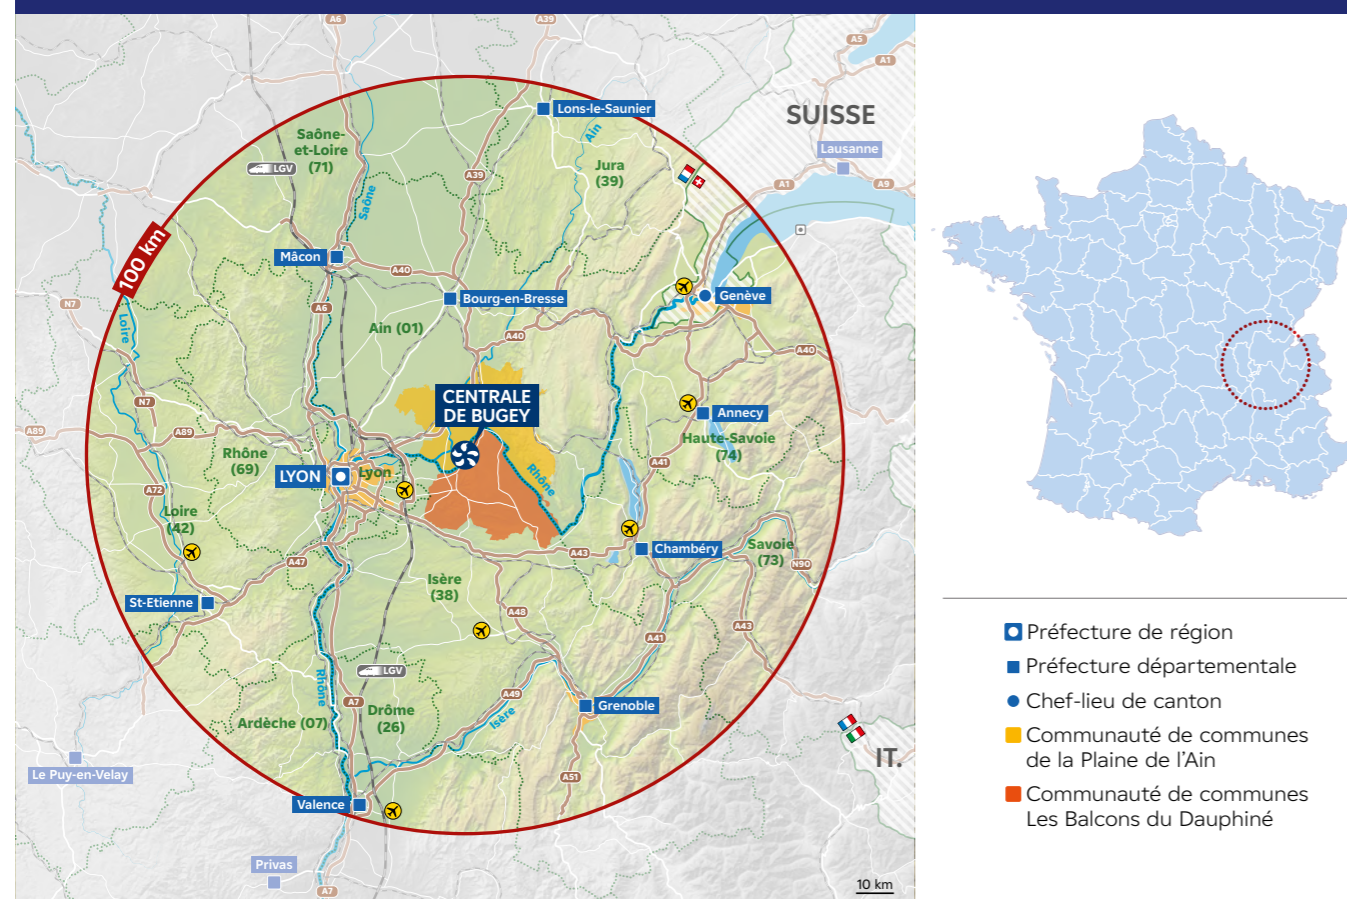 A6
A39
A5
A1
SUISSE
Lausanne
Lons-le-Saunier
Ain
Saône-
et-Loire
(71)
LGV
Jura
(39)
A39
A1
A9
Saône
100 km
Mâcon
A40
Bourg-en-Bresse
Genève
N7
A6
Loire
Ain (01)
A40
A40
CENTRALE
DE BUGEY
N7
Annecy
A89
A89
Haute-Savoie
(74)
Rhône
(69)
A41
LYON
Lyon
Rhône
A72
Loire
(42)
Chambéry
A43
Savoie
(73)
A47
N90
Isère
(38)
St-Etienne
A48
A43
A41
LGV
Rhône
A49
A7
Grenoble
Drôme
(26)
Isère
Ardèche (07)
IT.
Le Puy-en-Velay
A51
Valence
Privas
A7
10 km
Préfecture de région
Préfecture départementale
Chef-lieu de canton
Communauté de communes
de la Plaine de l'Ain
Communauté de communes
Les Balcons du Dauphiné